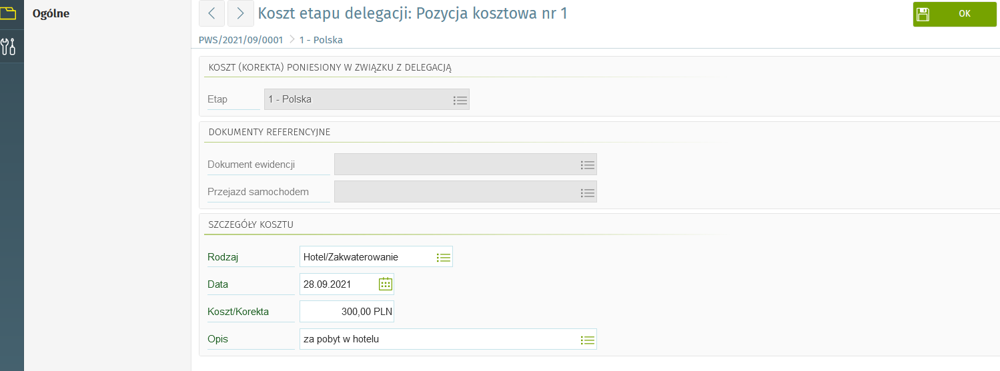 Ogólne
Koszt etapu delegacji: Pozycja kosztowa nr 1
OK
PWS/2021/09/0001 > 1 - Polska
KOSZT (KOREKTA) PONIESIONY W ZWIĄZKU Z DELEGACJĄ
Etap 1 - Polska
DOKUMENTY REFERENCYJNE
Dokument ewidencji
Przejazd samochodem
SZCZEGÓŁY KOSZTU
Rodzaj Hotel/Zakwaterowanie
Data 28.09.2021
Koszt/Korekta 300,00 PLN
Opis za pobyt w hotelu